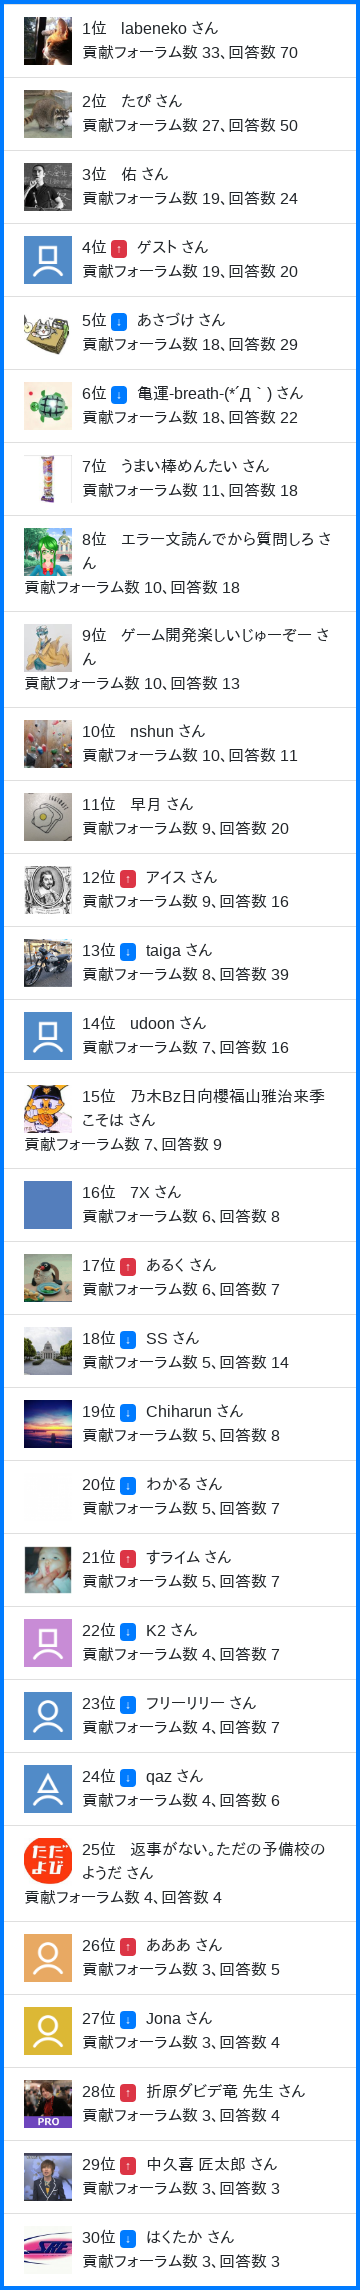 1位 labeneko さん
貢献フォーラム数 33、回答数 70
2位 たぴ さん
貢献フォーラム数 27、回答数 50
3位 佑 さん
貢献フォーラム数 19、回答数 24
4位 ↑ ゲスト さん
貢献フォーラム数 19、回答数 20
5位 ↓ あさづけ さん
貢献フォーラム数 18、回答数 29
6位 ↓ 亀運-breath-(*´Д｀) さん
貢献フォーラム数 18、回答数 22
7位 うまい棒めんたい さん
貢献フォーラム数 11、回答数 18
8位 エラー文読んでから質問しろ さ
ん
貢献フォーラム数 10、回答数 18
9位 ゲーム開発楽しいじゅーぞー さ
ん
貢献フォーラム数 10、回答数 13
10位 nshun さん
貢献フォーラム数 10、回答数 11
11位 早月 さん
貢献フォーラム数 9、回答数 20
12位 ↑ アイス さん
貢献フォーラム数 9、回答数 16
13位 ↓ taiga さん
貢献フォーラム数 8、回答数 39
14位 udoon さん
貢献フォーラム数 7、回答数 16
15位 乃木Bz日向櫻福山雅治来季
こそは さん
貢献フォーラム数 7、回答数 9
16位 7X さん
貢献フォーラム数 6、回答数 8
17位 ↑ あるく さん
貢献フォーラム数 6、回答数 7
18位 ↓ SS さん
貢献フォーラム数 5、回答数 14
19位 ↓ Chiharun さん
貢献フォーラム数 5、回答数 8
20位 ↓ わかる さん
貢献フォーラム数 5、回答数 7
21位 ↑ すライム さん
貢献フォーラム数 5、回答数 7
22位 ↓ K2 さん
貢献フォーラム数 4、回答数 7
23位 ↓ フリーリリー さん
貢献フォーラム数 4、回答数 7
24位 ↓ qaz さん
貢献フォーラム数 4、回答数 6
ただ
よび
25位 返事がない。ただの予備校の
ようだ さん
貢献フォーラム数 4、回答数 4
26位 ↑ あああ さん
貢献フォーラム数 3、回答数 5
27位 ↓ Jona さん
貢献フォーラム数 3、回答数 4
PRO
28位 ↑ 折原ダビデ竜 先生 さん
貢献フォーラム数 3、回答数 4
29位 ↑ 中久喜 匠太郎 さん
貢献フォーラム数 3、回答数 3
30位 ↓ はくたか さん
貢献フォーラム数 3、回答数 3